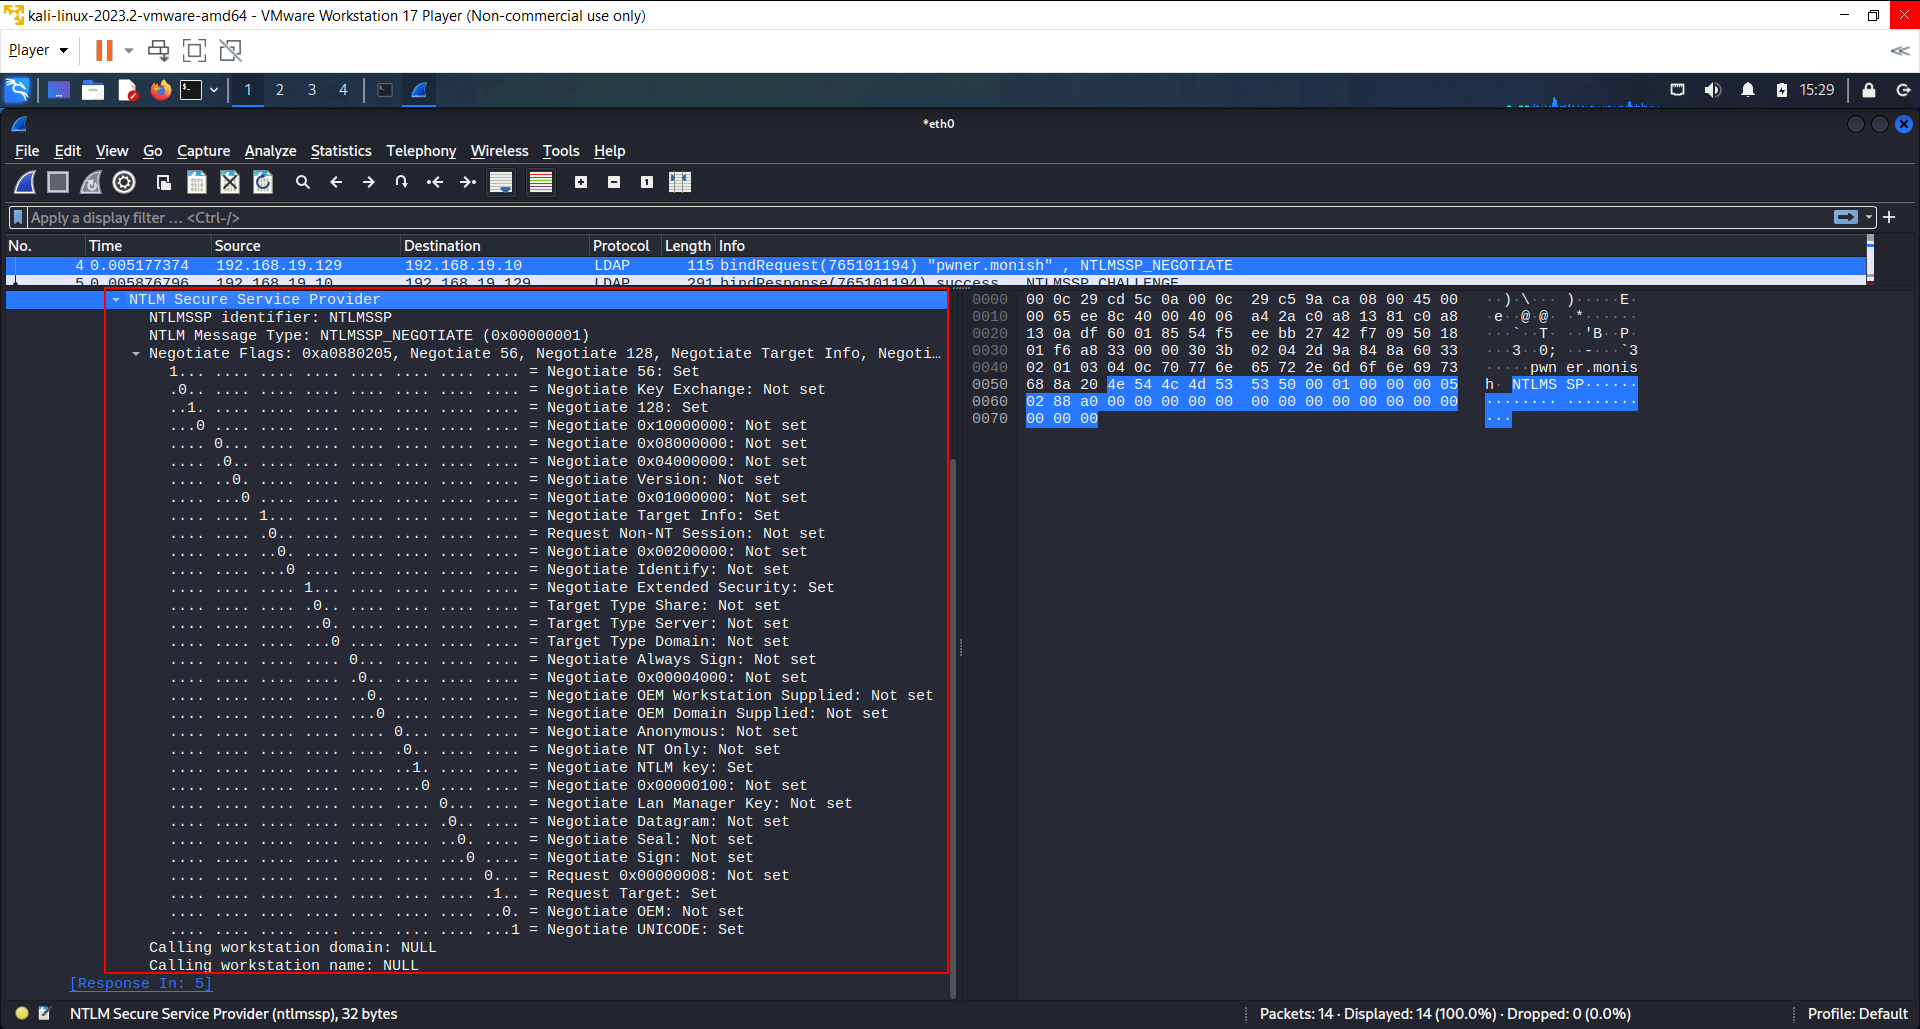 kali-linux-2023.2-vmware-amd64 - VMware Workstation 17 Player (Non-commercial use only)
Player
1 2 3 4
15:29
*eth0
File Edit View Go Capture Analyze Statistics Telephony Wireless Tools Help
Apply a display filter … <Ctrl-/>
No. Time Source Destination Protocol Length Info
4 0.005177374 192.168.19.129 192.168.19.10 LDAP 115 bindRequest(765101194) "pwner.monish" , NTLMSSP_NEGOTIATE
5 0.005876796 192.168.19.10 192.168.19.129 LDAP 291 bindResponse(765101194) success , NTLMSSP_CHALLENGE
NTLM Secure Service Provider
NTLMSSP identifier: NTLMSSP
NTLM Message Type: NTLMSSP_NEGOTIATE (0x00000001)
Negotiate Flags: 0xa0880205, Negotiate 56, Negotiate 128, Negotiate Target Info, Negoti…
1... .... .... .... .... .... .... .... = Negotiate 56: Set
.0.. .... .... .... .... .... .... .... = Negotiate Key Exchange: Not set
..1. .... .... .... .... .... .... .... = Negotiate 128: Set
...0 .... .... .... .... .... .... .... = Negotiate 0x10000000: Not set
.... 0... .... .... .... .... .... .... = Negotiate 0x08000000: Not set
.... .0.. .... .... .... .... .... .... = Negotiate 0x04000000: Not set
.... ..0. .... .... .... .... .... .... = Negotiate Version: Not set
.... ...0 .... .... .... .... .... .... = Negotiate 0x01000000: Not set
.... .... 1... .... .... .... .... .... = Negotiate Target Info: Set
.... .... .0.. .... .... .... .... .... = Request Non-NT Session: Not set
.... .... ..0. .... .... .... .... .... = Negotiate 0x00200000: Not set
.... .... ...0 .... .... .... .... .... = Negotiate Identify: Not set
.... .... .... 1... .... .... .... .... = Negotiate Extended Security: Set
.... .... .... .0.. .... .... .... .... = Target Type Share: Not set
.... .... .... ..0. .... .... .... .... = Target Type Server: Not set
.... .... .... ...0 .... .... .... .... = Target Type Domain: Not set
.... .... .... .... 0... .... .... .... = Negotiate Always Sign: Not set
.... .... .... .... .0.. .... .... .... = Negotiate 0x00004000: Not set
.... .... .... .... ..0. .... .... .... = Negotiate OEM Workstation Supplied: Not set
.... .... .... .... ...0 .... .... .... = Negotiate OEM Domain Supplied: Not set
.... .... .... .... .... 0... .... .... = Negotiate Anonymous: Not set
.... .... .... .... .... .0.. .... .... = Negotiate NT Only: Not set
.... .... .... .... .... ..1. .... .... = Negotiate NTLM key: Set
.... .... .... .... .... ...0 .... .... = Negotiate 0x00000100: Not set
.... .... .... .... .... .... 0... .... = Negotiate Lan Manager Key: Not set
.... .... .... .... .... .... .0.. .... = Negotiate Datagram: Not set
.... .... .... .... .... .... ..0. .... = Negotiate Seal: Not set
.... .... .... .... .... .... ...0 .... = Negotiate Sign: Not set
.... .... .... .... .... .... .... 0... = Request 0x00000008: Not set
.... .... .... .... .... .... .... .1.. = Request Target: Set
.... .... .... .... .... .... .... ..0. = Negotiate OEM: Not set
.... .... .... .... .... .... .... ...1 = Negotiate UNICODE: Set
Calling workstation domain: NULL
Calling workstation name: NULL
[Response In: 5]
0000 00 0c 29 cd 5c 0a 00 0c 29 c5 9a ca 08 00 45 00 ··)·\··· )·····E·
0010 00 65 ee 8c 40 00 40 06 a4 2a c0 a8 13 81 c0 a8 ·e··@·@· ·*······
0020 13 0a df 60 01 85 54 f5 ee bb 27 42 f7 09 50 18 ···`··T· ··'B··P·
0030 01 f6 a8 33 00 00 30 3b 02 04 2d 9a 84 8a 60 33 ···3··0; ··-···`3
0040 02 01 03 04 0c 70 77 6e 65 72 2e 6d 6f 6e 69 73 ·····pwn er.monis
0050 68 8a 20 4e 54 4c 4d 53 53 50 00 01 00 00 00 05 h· NTLMS SP······
0060 02 88 a0 00 00 00 00 00 00 00 00 00 00 00 00 00 ········ ········
0070 00 00 00 ···
NTLM Secure Service Provider (ntlmssp), 32 bytes
Packets: 14 · Displayed: 14 (100.0%) · Dropped: 0 (0.0%)
Profile: Default